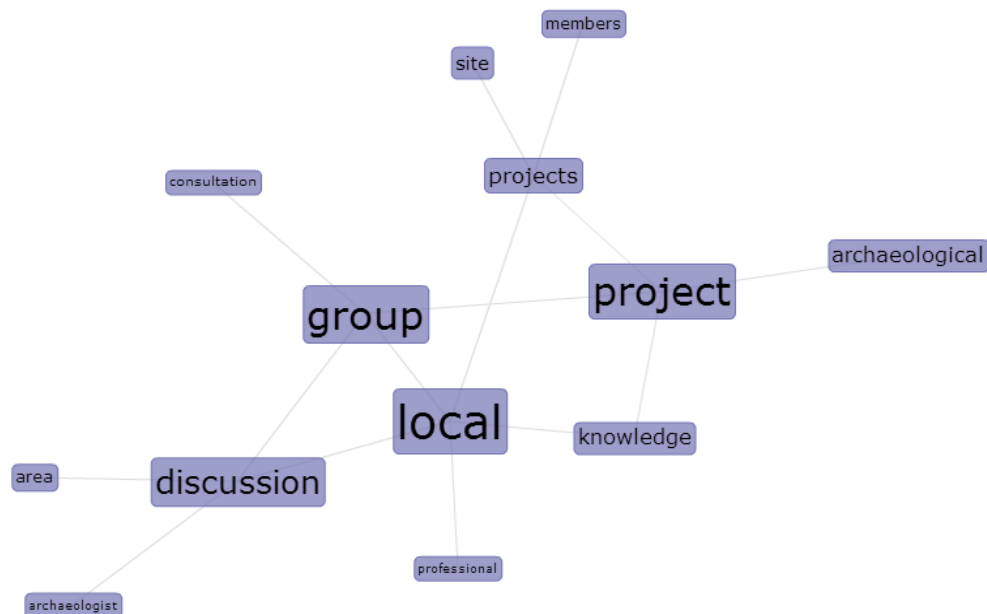 members
site
projects
consultation
archaeological
project
group
local
knowledge
area
discussion
professional
archaeologist